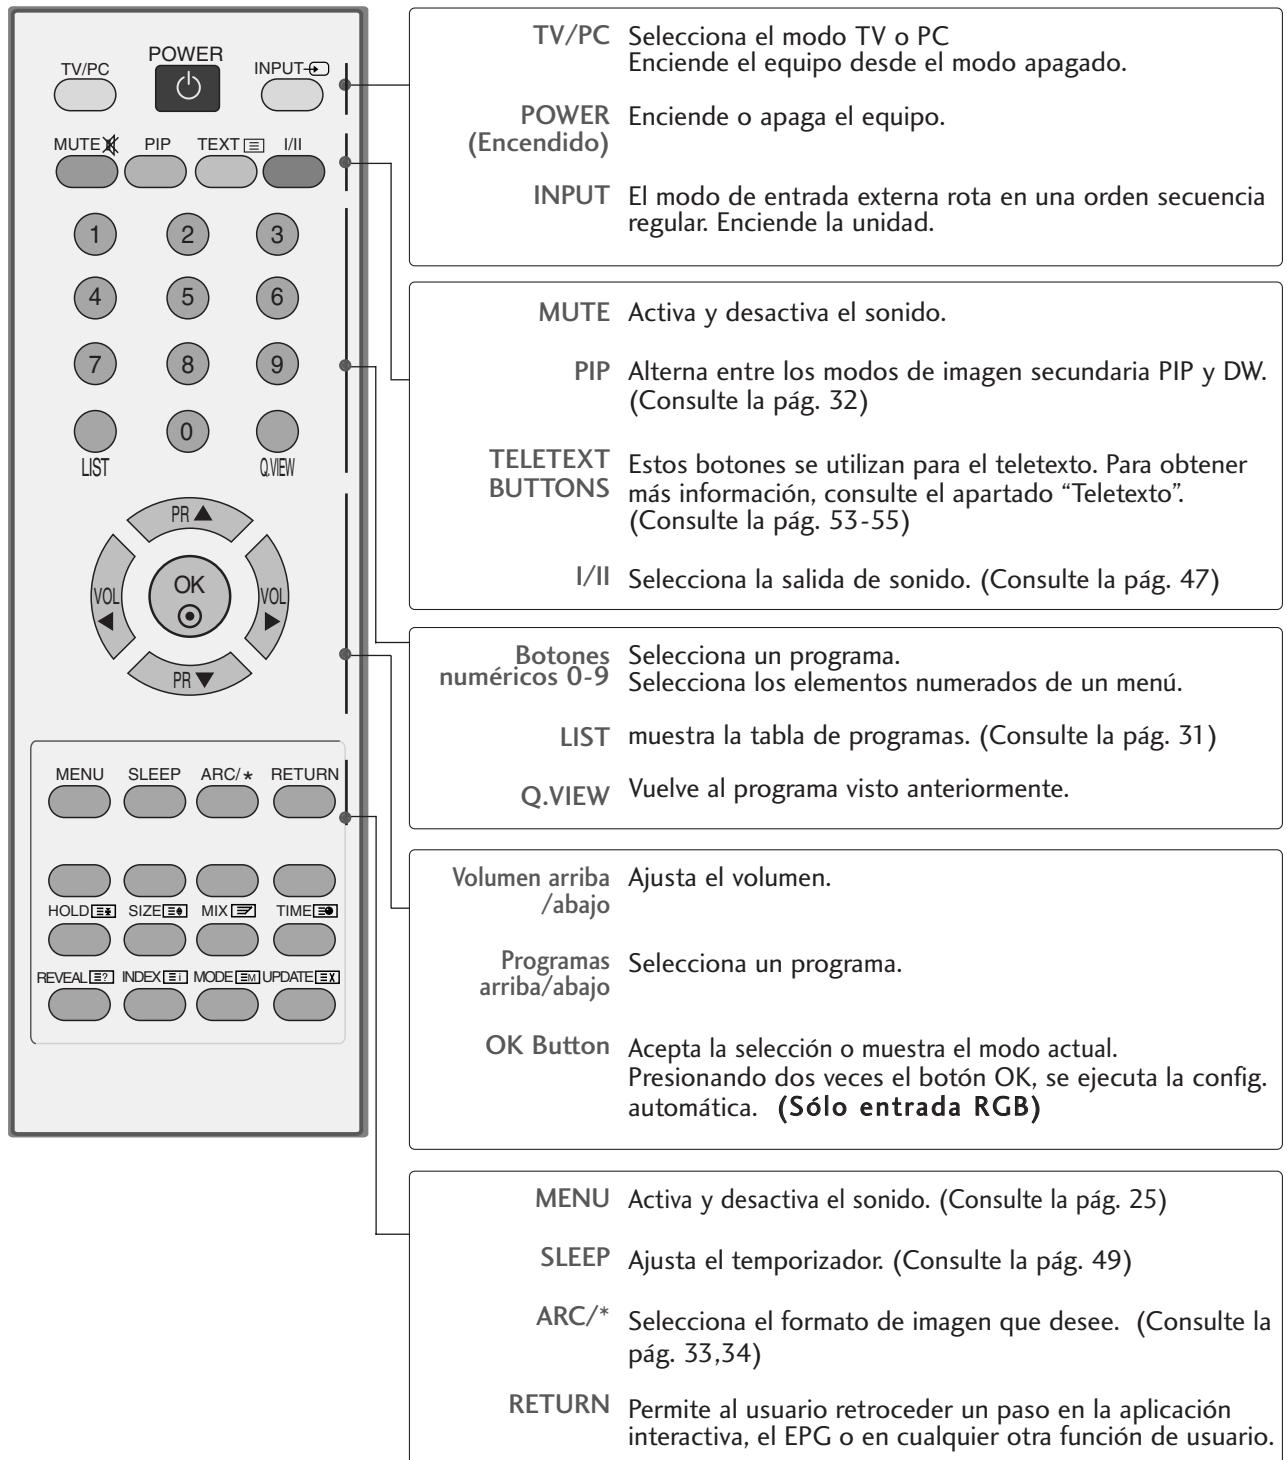 POWER
TV/PC
INPUT
MUTE
PIP
TEXT
I/II
1
2
3
4
5
6
7
8
9
0
LIST
Q.VIEW
PR
VOL
OK
VOL
PR
MENU
SLEEP
ARC/*
RETURN
HOLD
SIZE
MIX
TIME
REVEAL ?
INDEX i
MODE M
UPDATE X
TV/PC Selecciona el modo TV o PC
Enciende el equipo desde el modo apagado.
POWER Enciende o apaga el equipo.
(Encendido)
INPUT El modo de entrada externa rota en una orden secuencia
regular. Enciende la unidad.
MUTE Activa y desactiva el sonido.
PIP Alterna entre los modos de imagen secundaria PIP y DW.
(Consulte la pág. 32)
TELETEXT Estos botones se utilizan para el teletexto. Para obtener
BUTTONS más información, consulte el apartado “Teletexto”.
(Consulte la pág. 53-55)
I/II Selecciona la salida de sonido. (Consulte la pág. 47)
Botones Selecciona un programa.
numéricos 0-9 Selecciona los elementos numerados de un menú.
LIST muestra la tabla de programas. (Consulte la pág. 31)
Q.VIEW Vuelve al programa visto anteriormente.
Volumen arriba Ajusta el volumen.
/abajo
Programas Selecciona un programa.
arriba/abajo
OK Button Acepta la selección o muestra el modo actual.
Presionando dos veces el botón OK, se ejecuta la config.
automática. (Sólo entrada RGB)
MENU Activa y desactiva el sonido. (Consulte la pág. 25)
SLEEP Ajusta el temporizador. (Consulte la pág. 49)
ARC/* Selecciona el formato de imagen que desee. (Consulte la
pág. 33,34)
RETURN Permite al usuario retroceder un paso en la aplicación
interactiva, el EPG o en cualquier otra función de usuario.